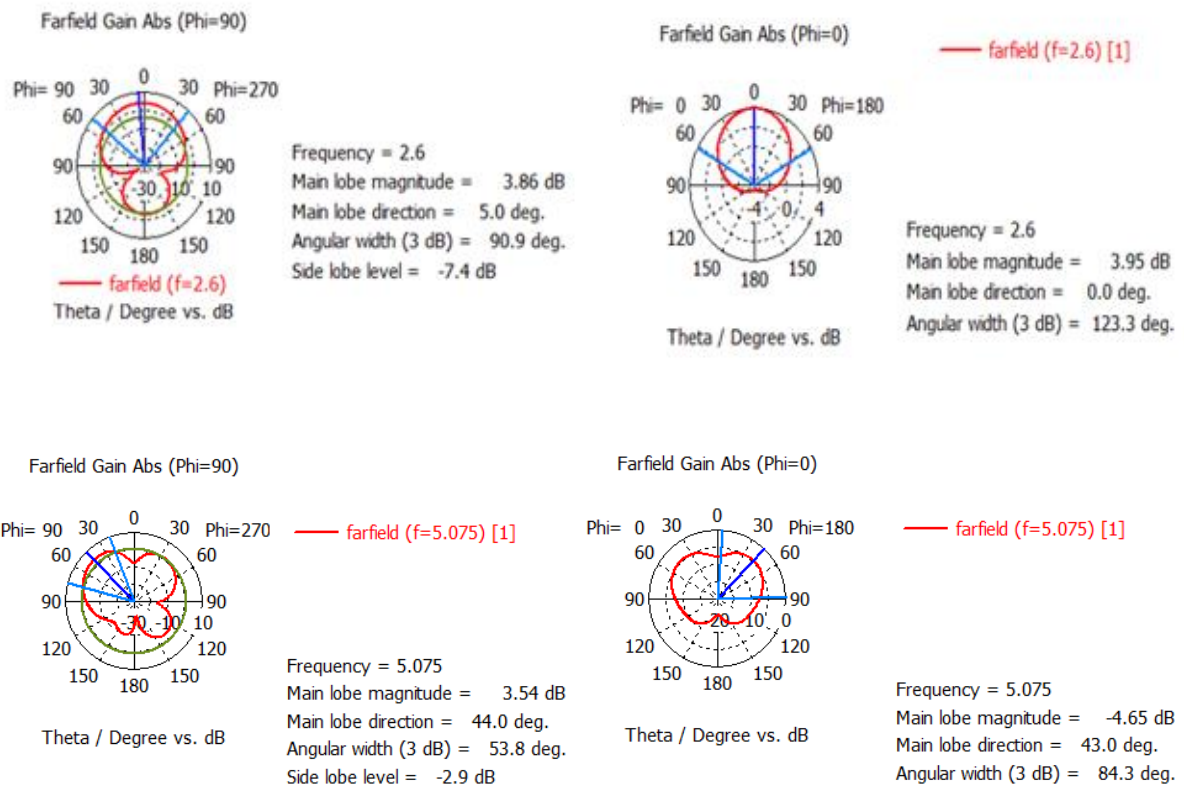 Farfield Gain Abs (Phi=90)
Phi= 90 30 0 30 Phi=270
60 60
90 90
-30 10 10
120 120
150 180 150
farfield (f=2.6)
Theta / Degree vs. dB
Frequency = 2.6
Main lobe magnitude = 3.86 dB
Main lobe direction = 5.0 deg.
Angular width (3 dB) = 90.9 deg.
Side lobe level = -7.4 dB
Farfield Gain Abs (Phi=0)
farfield (f=2.6) [1]
Phi= 0 30 0 30 Phi=180
60 60
90 90
-4 0 4
120 120
150 180 150
Theta / Degree vs. dB
Frequency = 2.6
Main lobe magnitude = 3.95 dB
Main lobe direction = 0.0 deg.
Angular width (3 dB) = 123.3 deg.
Farfield Gain Abs (Phi=90)
farfield (f=5.075) [1]
Phi= 90 30 0 30 Phi=270
60 60
90 90
-30 -10 10
120 120
150 180 150
Theta / Degree vs. dB
Frequency = 5.075
Main lobe magnitude = 3.54 dB
Main lobe direction = 44.0 deg.
Angular width (3 dB) = 53.8 deg.
Side lobe level = -2.9 dB
Farfield Gain Abs (Phi=0)
farfield (f=5.075) [1]
Phi= 0 30 0 30 Phi=180
60 60
90 90
20 10 0
120 120
150 180 150
Theta / Degree vs. dB
Frequency = 5.075
Main lobe magnitude = -4.65 dB
Main lobe direction = 43.0 deg.
Angular width (3 dB) = 84.3 deg.